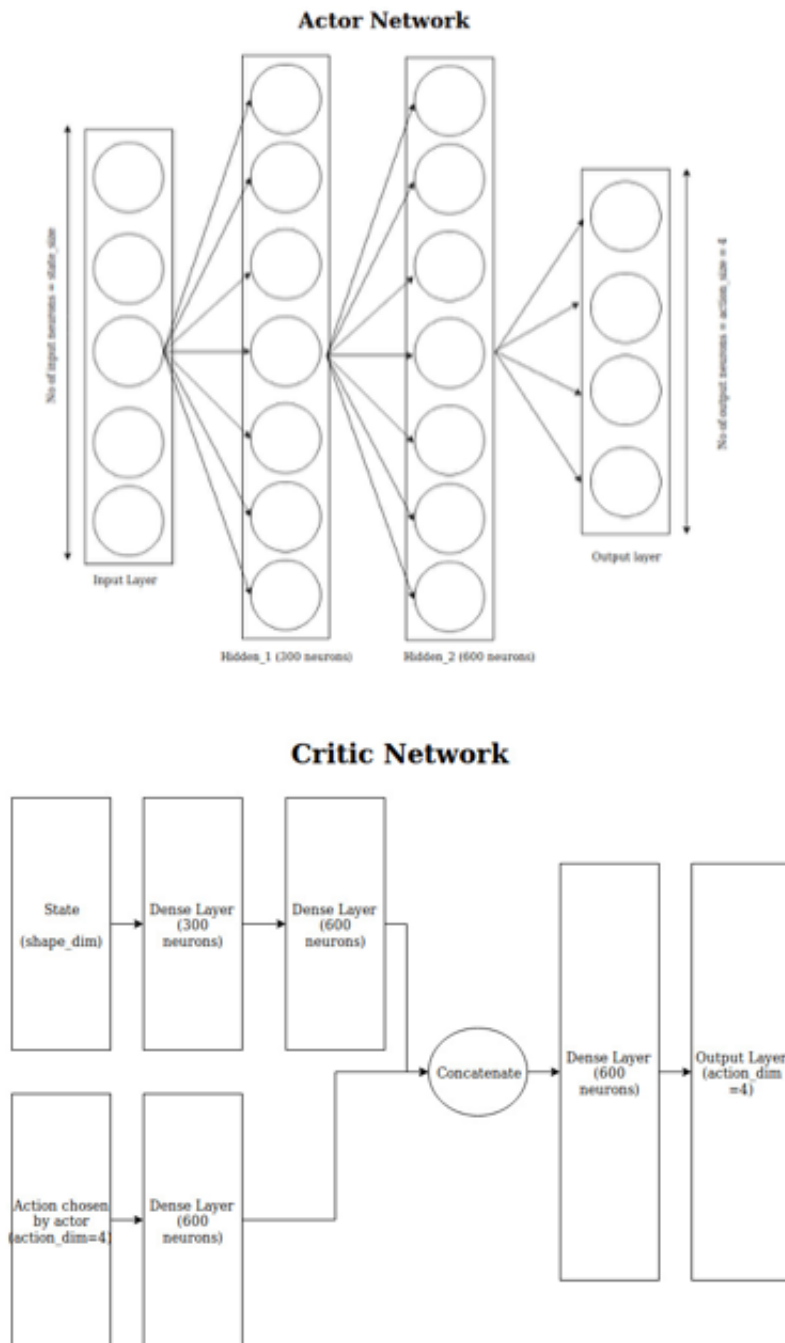 Actor Network
No of input neurons = state_size
No of output neurons = action_size = 4
Input Layer
Output layer
Hidden_1 (300 neurons)
Hidden_2 (600 neurons)
Critic Network
State
(shape_dim)
Dense Layer
(300
neurons)
Dense Layer
(600
neurons)
Concatenate
Dense Layer
(600
neurons)
Output Layer
(action_dim
=4)
Action chosen
by actor
(action_dim=4)
Dense Layer
(600
neurons)